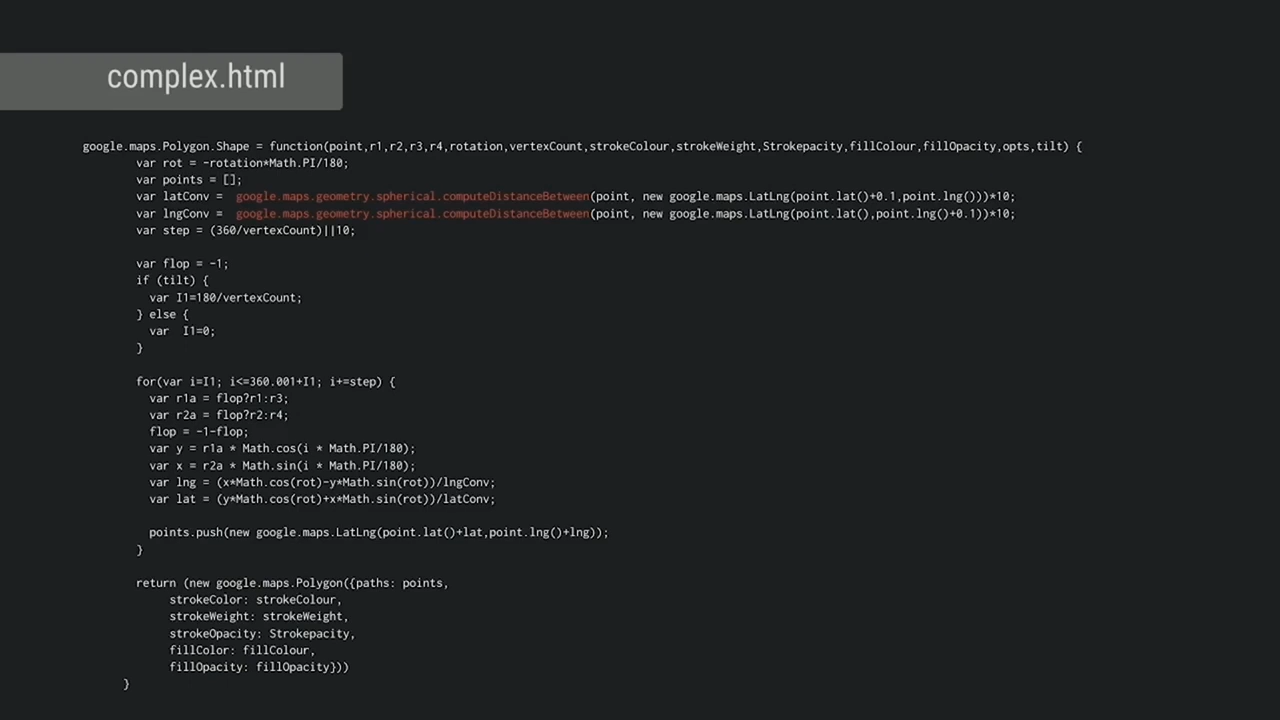 complex.html
google.maps.Polygon.Shape = function(point,r1,r2,r3,r4,rotation,vertexCount,strokeColour,strokeWeight,Strokepacity,fillColour,fillOpacity,opts,tilt) {
var rot = -rotation*Math.PI/180;
var points = [];
var latConv = google.maps.geometry.spherical.computeDistanceBetween(point, new google.maps.LatLng(point.lat()+0.1,point.lng()))*10;
var lngConv = google.maps.geometry.spherical.computeDistanceBetween(point, new google.maps.LatLng(point.lat(),point.lng()+0.1))*10;
var step = (360/vertexCount)||10;
var flop = -1;
if (tilt) {
var I1=180/vertexCount;
} else {
var I1=0;
}
for(var i=I1; i<=360.001+I1; i+=step) {
var r1a = flop?r1:r3;
var r2a = flop?r2:r4;
flop = -1-flop;
var y = r1a * Math.cos(i * Math.PI/180);
var x = r2a * Math.sin(i * Math.PI/180);
var lng = (x*Math.cos(rot)-y*Math.sin(rot))/lngConv;
var lat = (y*Math.cos(rot)+x*Math.sin(rot))/latConv;
points.push(new google.maps.LatLng(point.lat()+lat,point.lng()+lng));
}
return (new google.maps.Polygon({paths: points,
strokeColor: strokeColour,
strokeWeight: strokeWeight,
strokeOpacity: Strokepacity,
fillColor: fillColour,
fillOpacity: fillOpacity}))
}